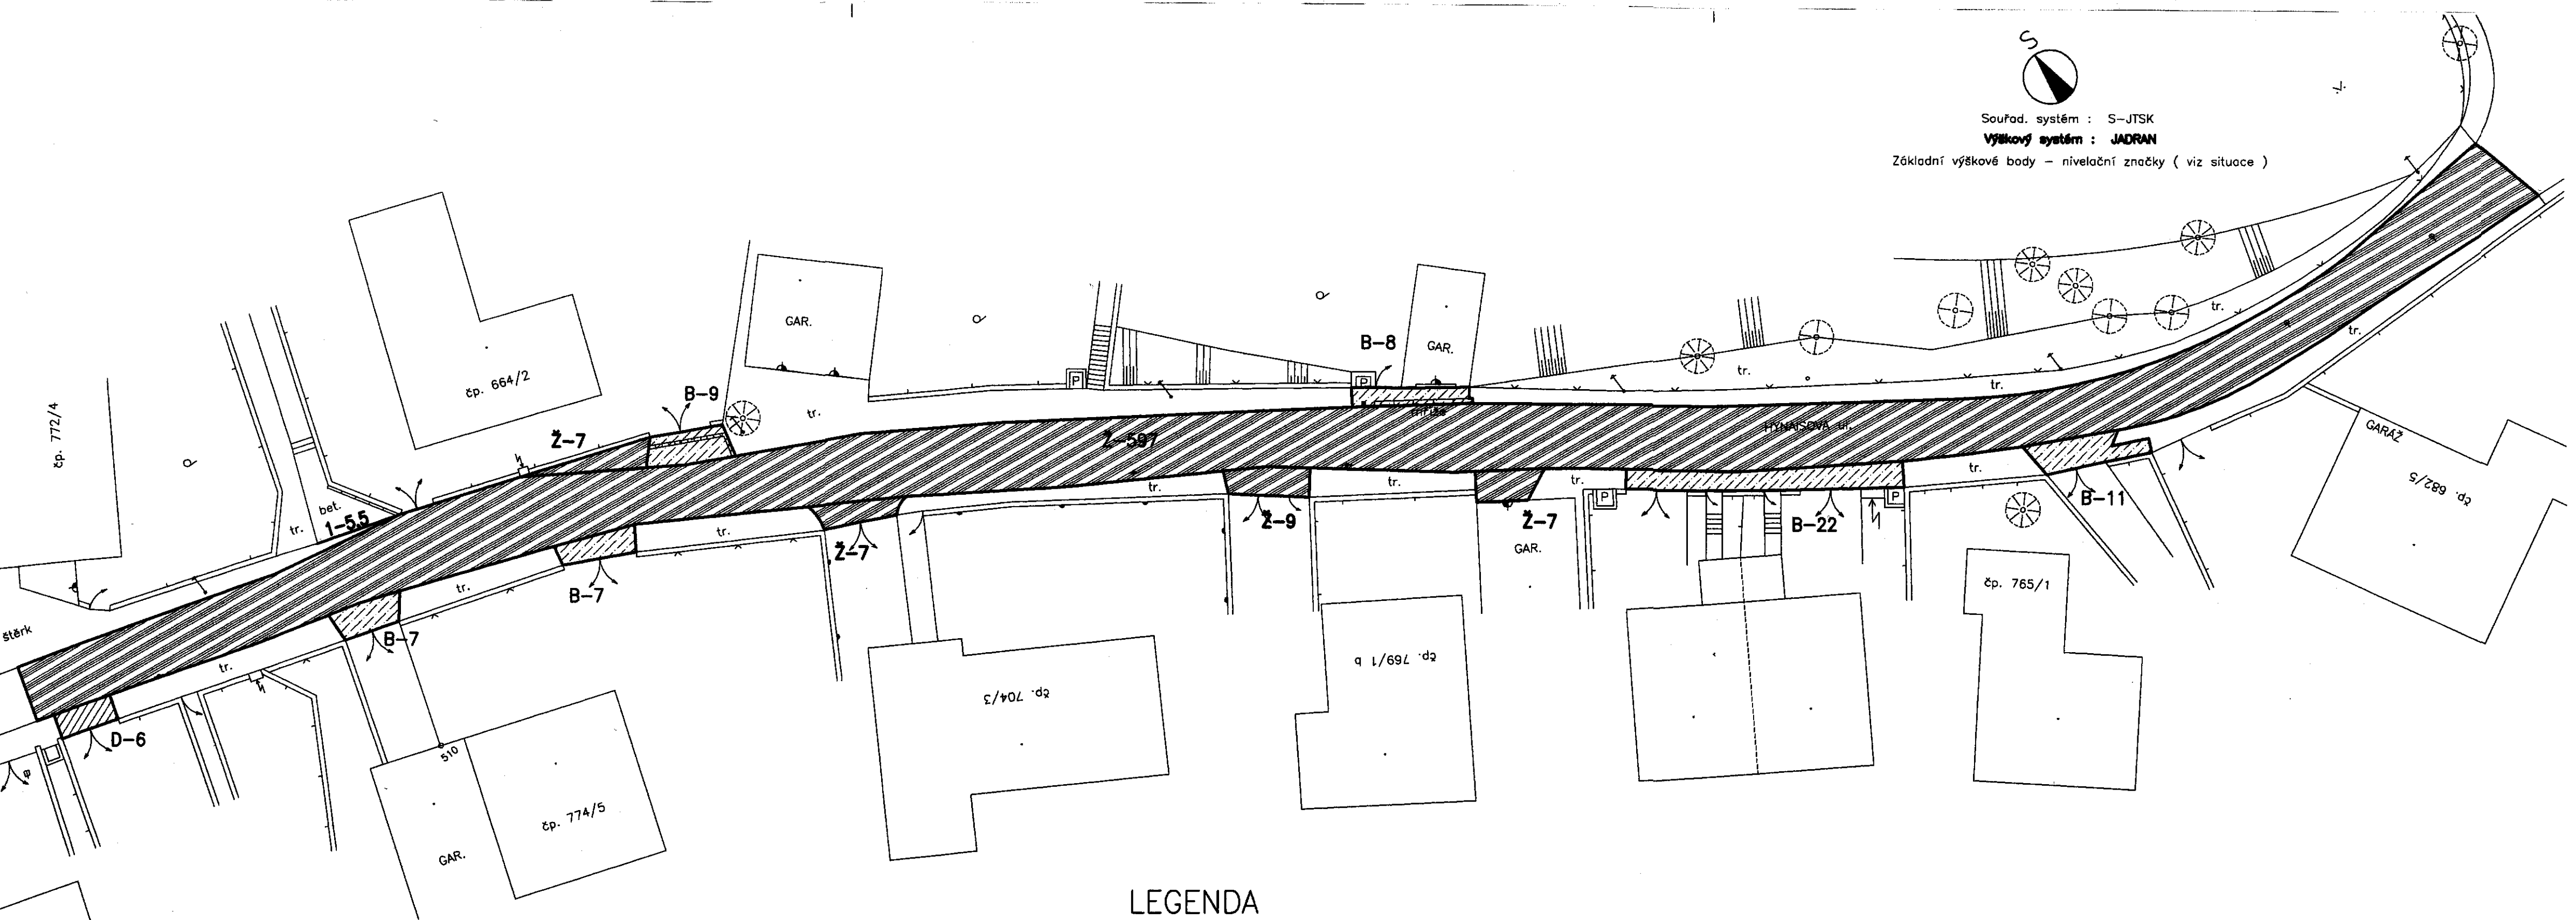 S
Souřad. systém : S-JTSK
Výškový systém : JADRAN
Základní výškové body - nivelační značky ( viz situace )
čp. 772/4
čp. 664/2
GAR.
GAR.
B-8
P
P
B-9
tr.
tr.
tr.
tr.
tr.
Ž-7
Ž-597
HYNAISOVA ul.
bet.
tr.
1-5,5
štěrk
tr.
tr.
tr.
tr.
tr.
tr.
tr.
P
P
GARÁŽ
čp. 682/5
B-7
B-7
D-6
Ž-7
Ž-9
Ž-7
GAR.
B-22
B-11
čp. 765/1
čp. 769/1 b
čp. 704/3
510
čp. 774/5
GAR.
LEGENDA